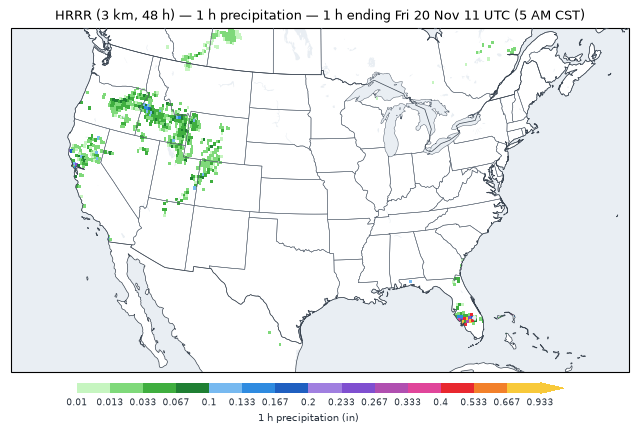 HRRR (3 km, 48 h) — 1 h precipitation — 1 h ending Fri 20 Nov 11 UTC (5 AM CST)
0.01 0.013 0.033 0.067 0.1 0.133 0.167 0.2 0.233 0.267 0.333 0.4 0.533 0.667 0.933
1 h precipitation (in)